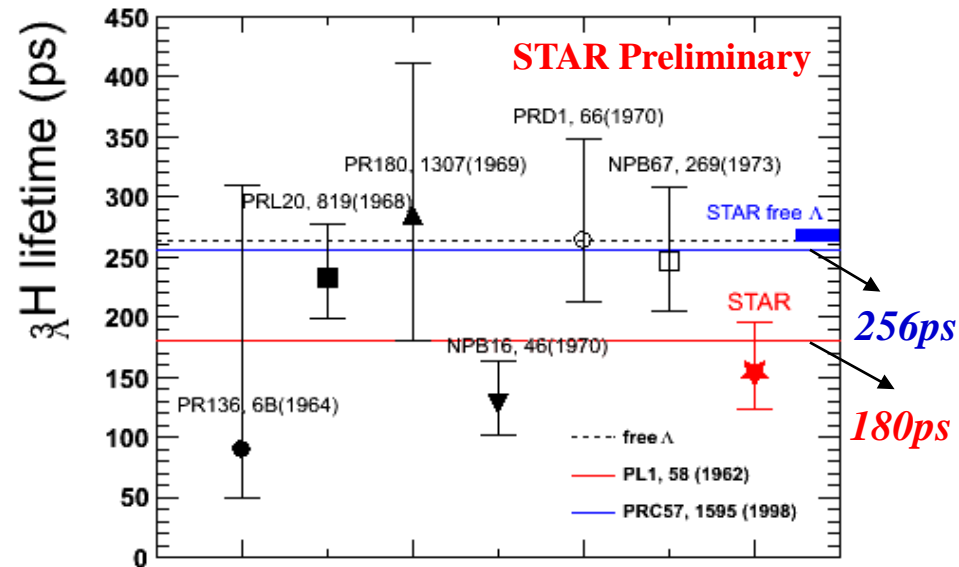 450
400
350
300
250
200
150
100
50
0
³ΛH lifetime (ps)
STAR Preliminary
PRD1, 66(1970)
PR180, 1307(1969)
NPB67, 269(1973)
PRL20, 819(1968)
STAR free Λ
256ps
STAR
NPB16, 46(1970)
PR136, 6B(1964)
180ps
free Λ
PL1, 58 (1962)
PRC57, 1595 (1998)